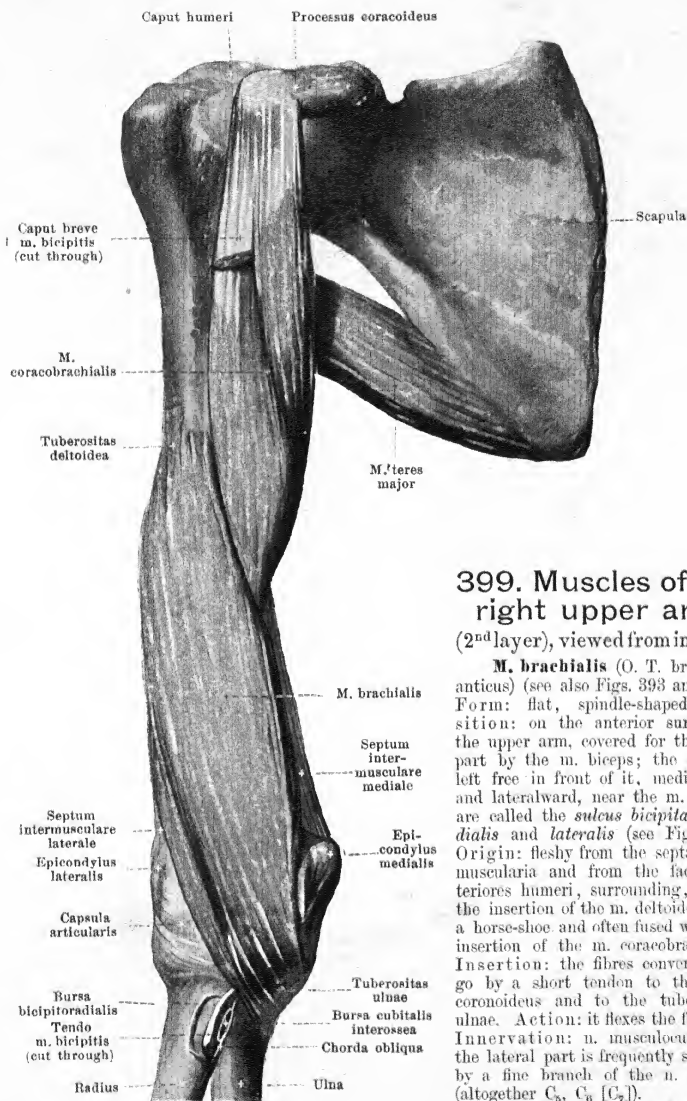 Caput humeri
Processus coracoideus
Caput breve
m. bicipitis
(cut through)
Scapula
M.
coracobrachialis
Tuberositas
deltoidea
M. teres
major
399. Muscles of
right upper ar
(2nd layer), viewed from in
M. brachialis (O. T. br
anticus) (see also Figs. 393 an
Form: flat, spindle-shaped
sition: on the anterior sur
the upper arm, covered for th
part by the m. biceps; the
left free in front of it, medi
and lateralward, near the m.
are called the sulcus bicipita
dialis and lateralis (see Fig
Origin: fleshy from the septa
muscularia and from the fac
teriores humeri, surrounding,
the insertion of the m. deltoid
a horse-shoe and often fused w
insertion of the m. coracobra
Insertion: the fibres conver
go by a short tendon to th
coronoideus and to the tube
ulnae. Action: it flexes the f
Innervation: n. musculocu
the lateral part is frequently s
by a fine branch of the n.
(altogether C5, C6 [C7]).
M. brachialis
Septum
inter-
musculare
mediale
Septum
intermusculare
laterale
Epi-
condylus
medialis
Epicondylus
lateralis
Capsula
articularis
Tuberositas
ulnae
Bursa
bicipitoradialis
Bursa cubitalis
interossea
Tendo
m. bicipitis
(cut through)
Chorda obliqua
Radius
Ulna